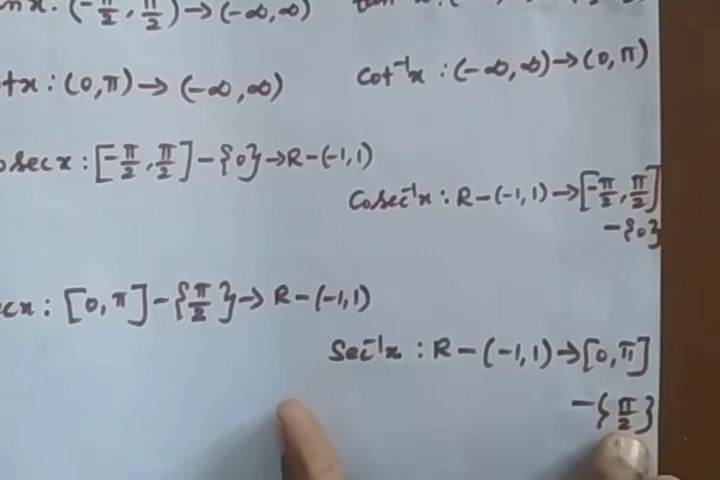 : (-π/2, π/2) → (-∞, ∞)
: (0, π) → (-∞, ∞)
cot⁻¹x : (-∞, ∞) → (0, π)
: [-π/2, π/2] - {0} → R - (-1, 1)
Cosec⁻¹x : R - (-1, 1) → [-π/2, π/2]
- {0}
: [0, π] - {π/2} → R - (-1, 1)
Sec⁻¹x : R - (-1, 1) → [0, π]
- {π/2}